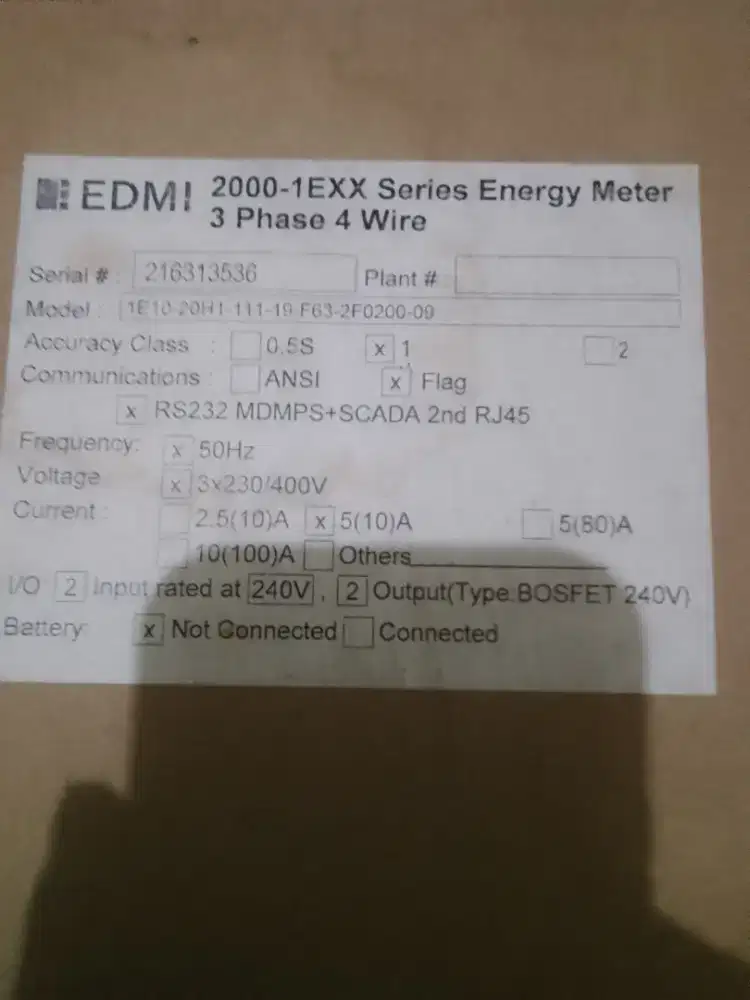 EDMI 2000-1EXX Series Energy Meter
3 Phase 4 Wire
Serial # : 216313536 Plant #
Model : 1E10-20H1-111-19-F63-2F0200-09
Accuracy Class : 0.5S x 1 2
Communications : ANSI x Flag
x RS232 MDMPS+SCADA 2nd RJ45
Frequency: x 50Hz
Voltage x 3x230/400V
Current : 2.5(10)A x 5(10)A 5(80)A
10(100)A Others
I/O 2 Input rated at 240V , 2 Output(Type:BOSFET 240V)
Battery: x Not Connected Connected